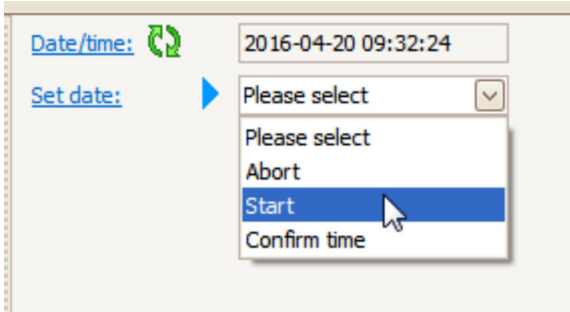 Date/time: 2016-04-20 09:32:24
Set date: Please select
Please select
Abort
Start
Confirm time